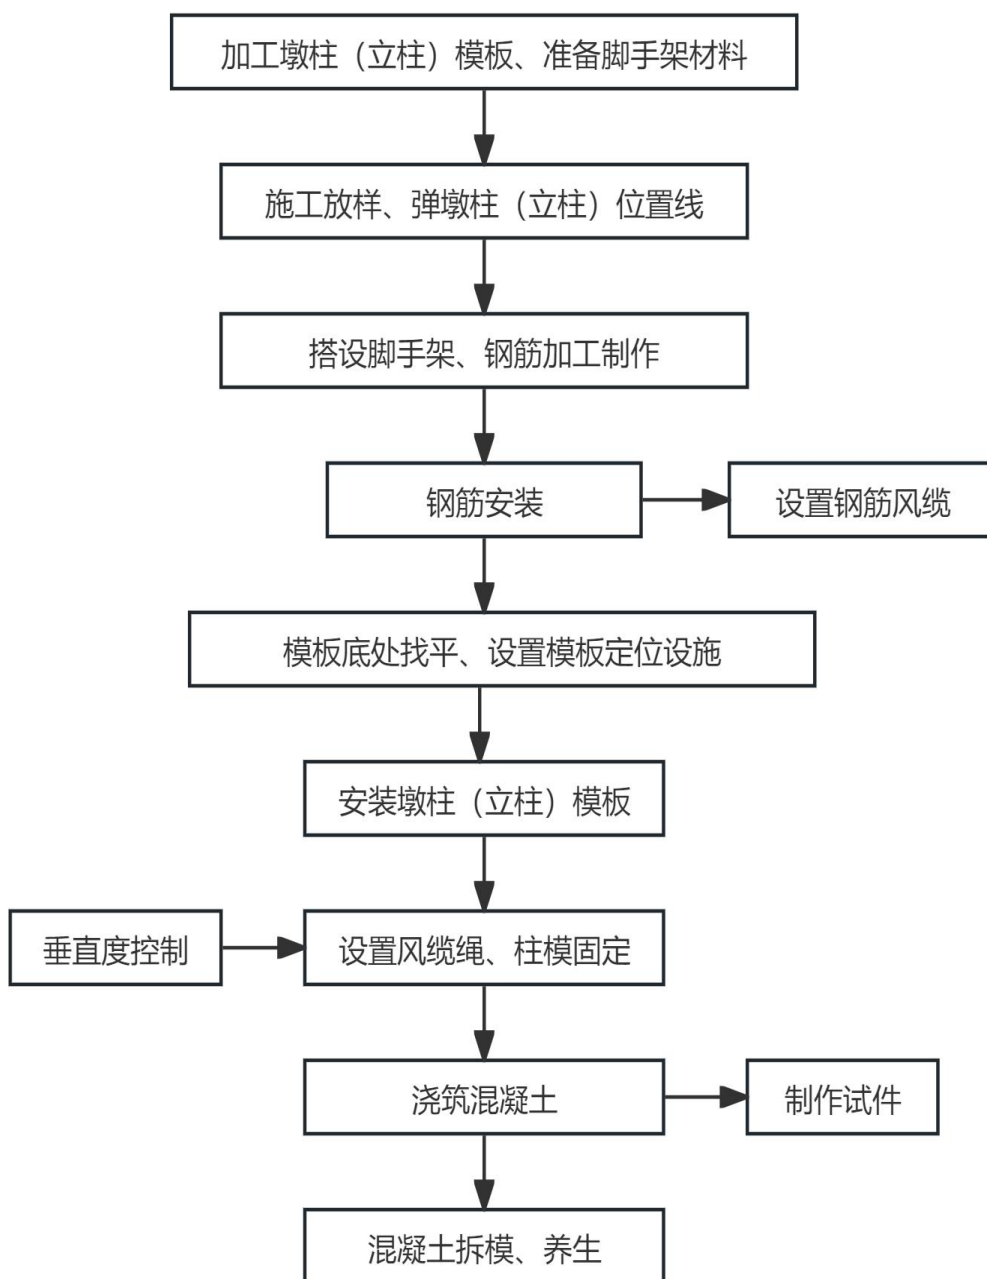 加工墩柱（立柱）模板、准备脚手架材料
施工放样、弹墩柱（立柱）位置线
搭设脚手架、钢筋加工制作
钢筋安装
设置钢筋风缆
模板底处找平、设置模板定位设施
安装墩柱（立柱）模板
垂直度控制
设置风缆绳、柱模固定
浇筑混凝土
制作试件
混凝土拆模、养生